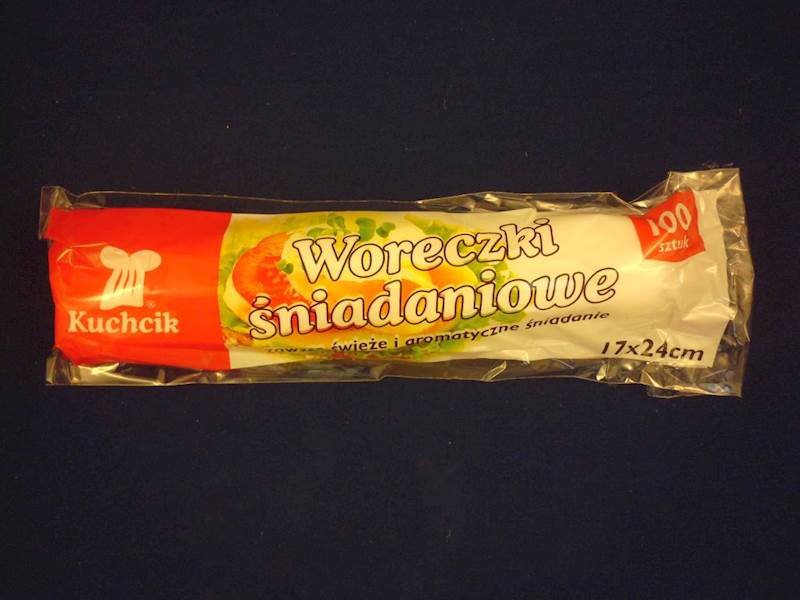 Kuchcik
®
Woreczki
śniadaniowe
świeże i aromatyczne śniadanie
100
sztuk
17x24cm